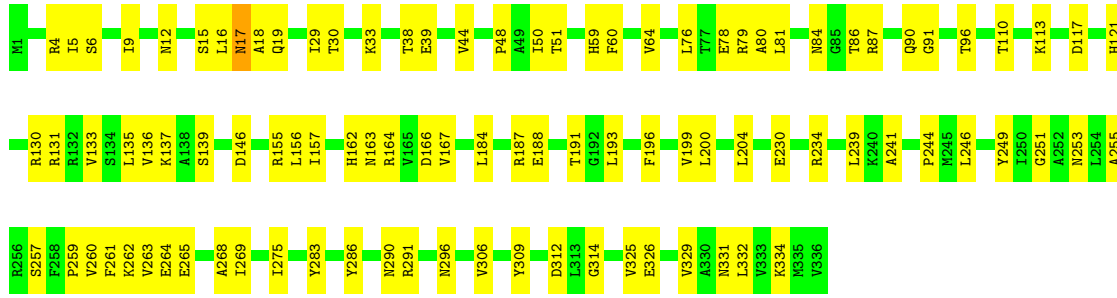 M1 R4 I5 S6 I9 N12 S15 L16 N17 A18 Q19 I29 T30 K33 T38 E39 V44 P48 A49 I50 T51 H59 F60 V64 L76 T77 E78 R79 A80 L81 N84 G85 T86 R87 Q90 G91 T96 T110 K113 D117 H121
R130 R131 R132 V133 S134 L135 V136 K137 A138 S139 D146 R155 L156 I157 H162 N163 R164 V165 D166 V167 L184 R187 E188 T191 G192 L193 F196 V199 L200 L204 E230 R234 L239 K240 A241 P244 M245 L246 Y249 I250 G251 A252 N253 L254 A255
R256 S257 F258 P259 V260 F261 K262 V263 E264 E265 A268 I269 I275 Y283 Y286 N290 R291 N296 V306 Y309 D312 L313 G314 V325 E326 V329 A330 N331 L332 V333 K334 M335 V336